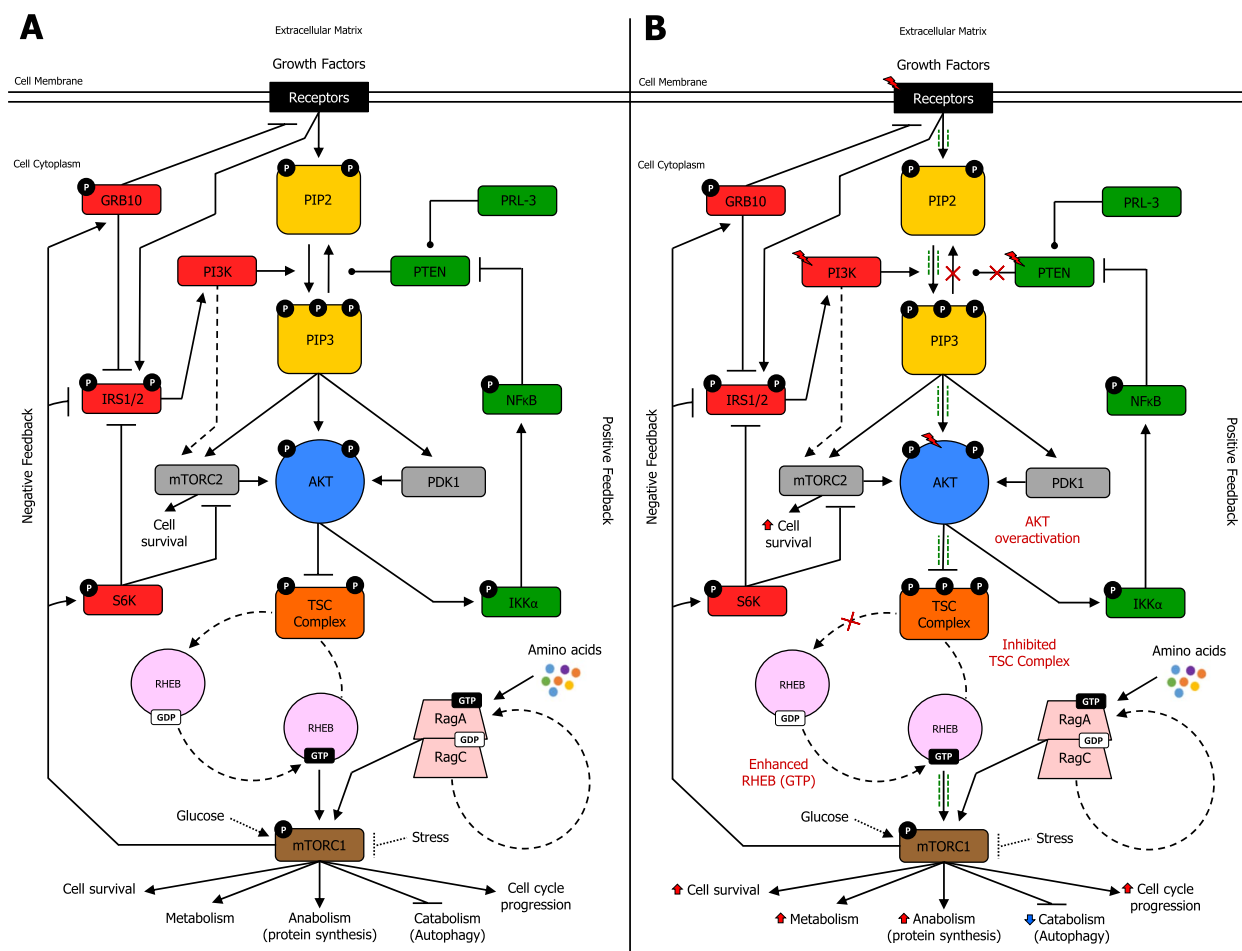 A
Extracellular Matrix
Growth Factors
Cell Membrane
Receptors
Cell Cytoplasm
P
P
P
GRB10
PIP2
PRL-3
PI3K
PTEN
P
P
P
PIP3
P
P
IRS1/2
P
NFκB
Negative Feedback
Positive Feedback
P
P
mTORC2
AKT
PDK1
Cell
survival
P
S6K
P
P
TSC
Complex
P
IKKα
Amino acids
RHEB
GDP
RHEB
GTP
GTP
RagA
GDP
RagC
Glucose
P
mTORC1
Stress
Cell survival
Metabolism
Anabolism
(protein synthesis)
Catabolism
(Autophagy)
Cell cycle
progression
B
Extracellular Matrix
Growth Factors
Cell Membrane
Receptors
Cell Cytoplasm
P
P
P
GRB10
PIP2
PRL-3
PI3K
PTEN
P
P
P
PIP3
P
P
IRS1/2
P
NFκB
Negative Feedback
Positive Feedback
P
P
mTORC2
AKT
PDK1
Cell
survival
AKT
overactivation
P
S6K
P
P
P
TSC
Complex
P
IKKα
Inhibited
TSC Complex
Amino acids
RHEB
GDP
RHEB
GTP
Enhanced
RHEB (GTP)
GTP
RagA
GDP
RagC
Glucose
P
mTORC1
Stress
Cell survival
Metabolism
Anabolism
(protein synthesis)
Catabolism
(Autophagy)
Cell cycle
progression